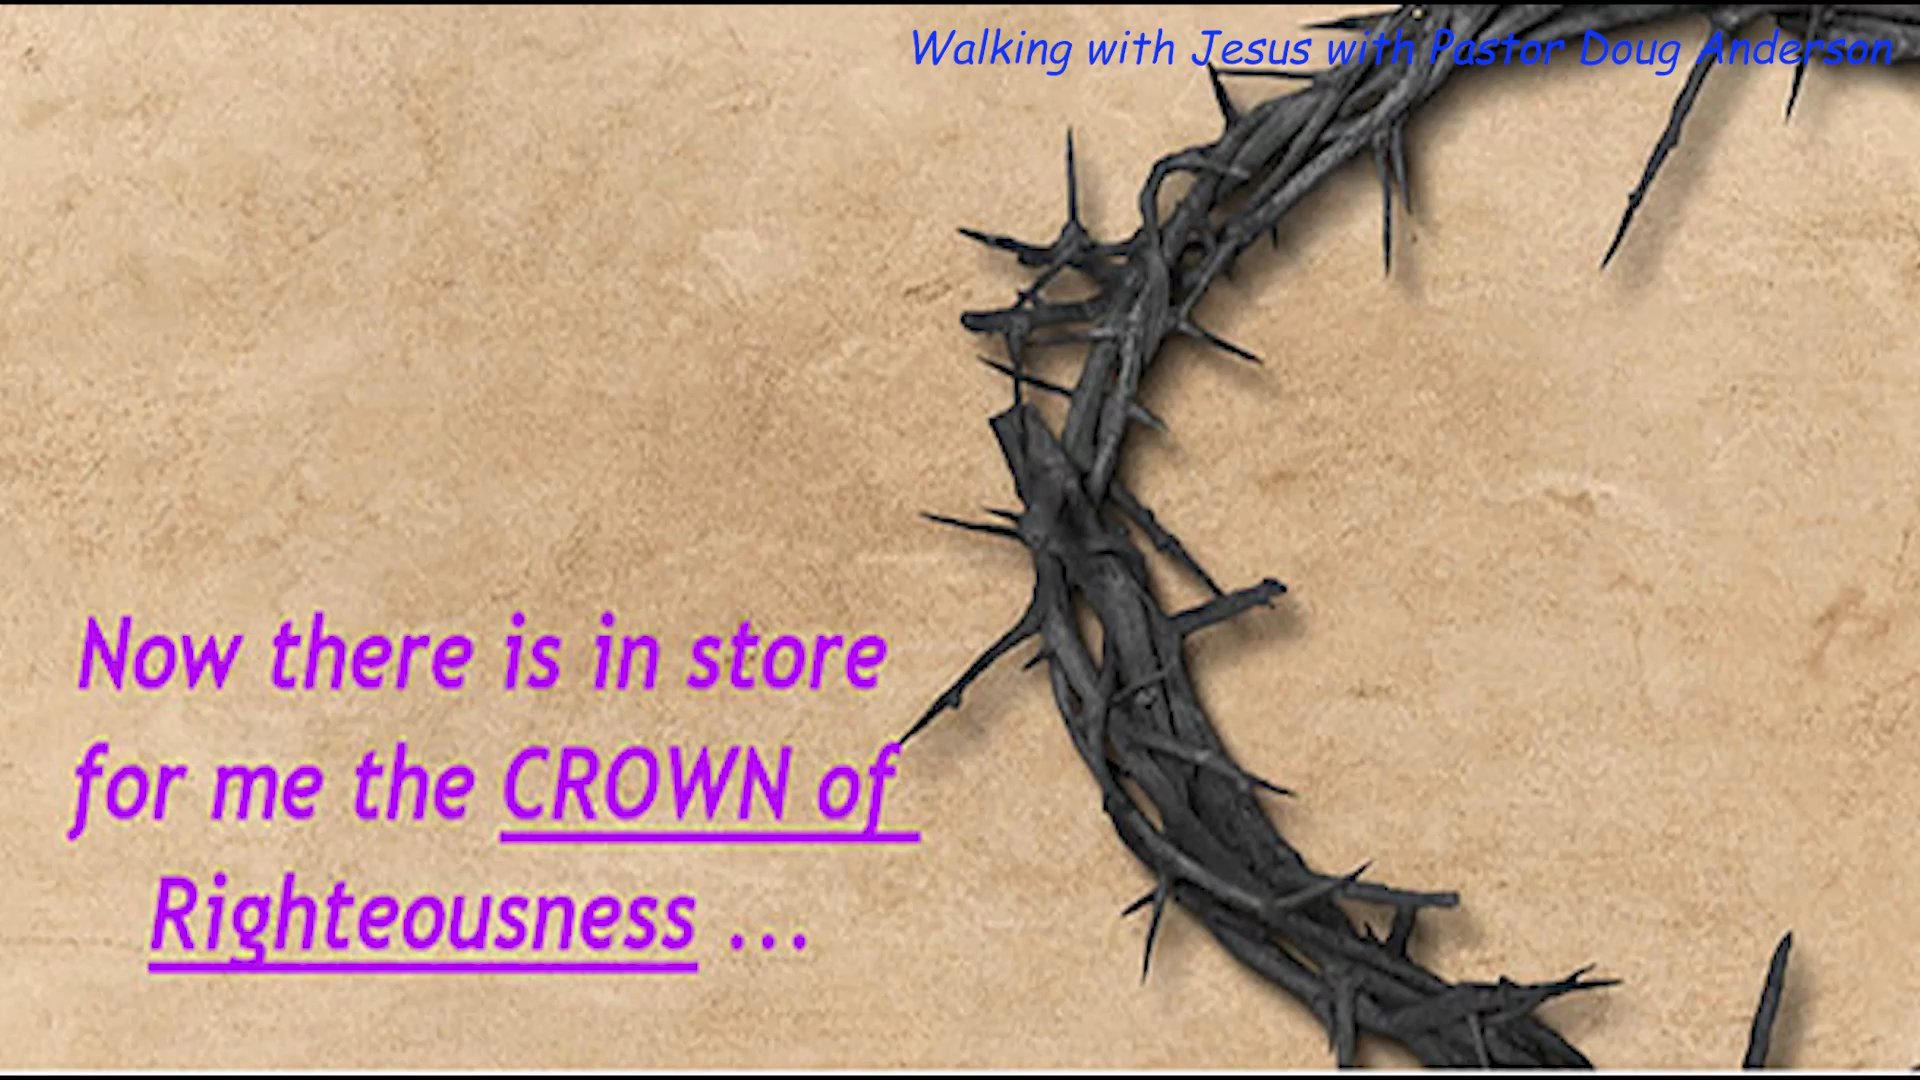 Walking with Jesus with Pastor Doug Anderson
Now there is in store
for me the CROWN of
Righteousness ...